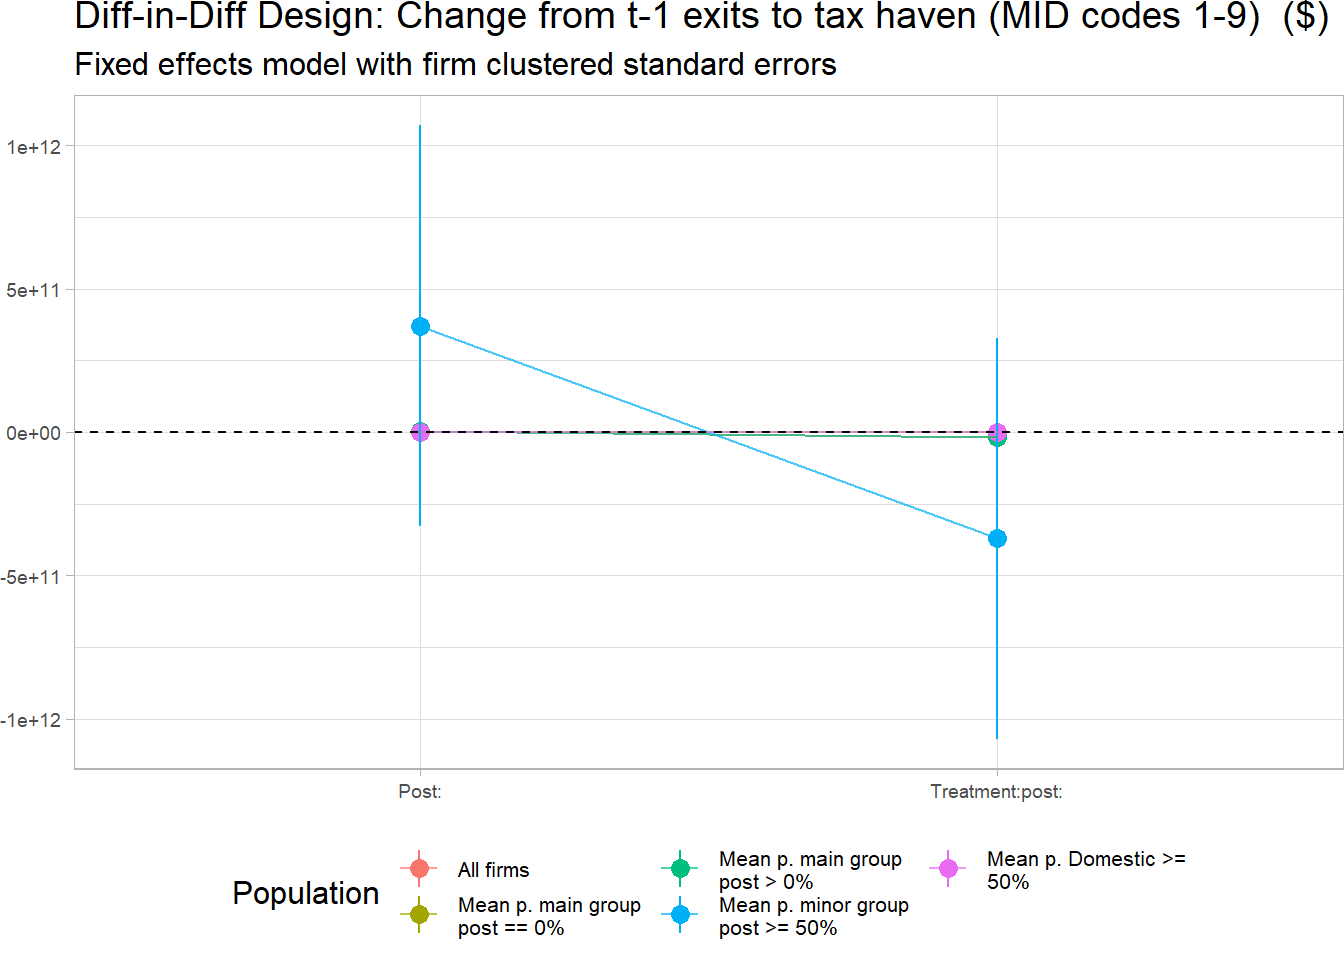 Diff-in-Diff Design: Change from t-1 exits to tax haven (MID codes 1-9)  ($)
Fixed effects model with firm clustered standard errors
1e+12
5e+11
0e+00
-5e+11
-1e+12
Post:
Treatment:post:
Population
All firms
Mean p. main group
post == 0%
Mean p. main group
post > 0%
Mean p. minor group
post >= 50%
Mean p. Domestic >=
50%